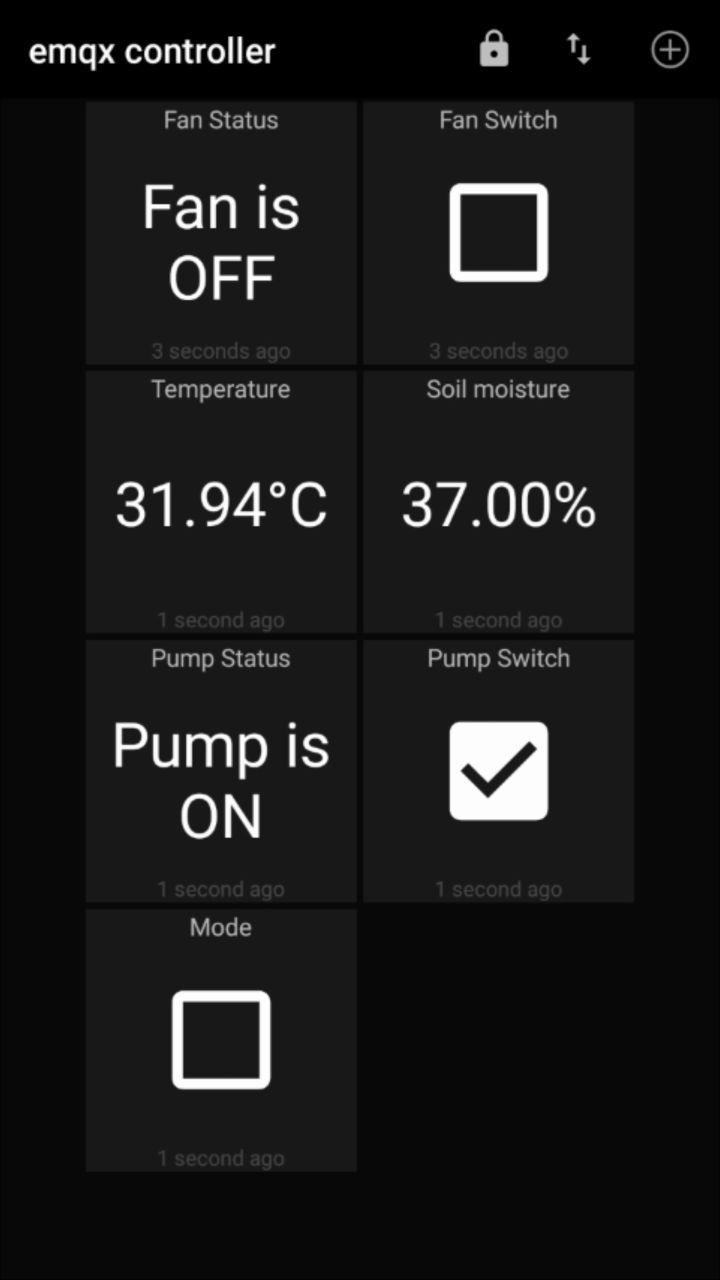 emqx controller
Fan Status
Fan is
OFF
3 seconds ago
Fan Switch
3 seconds ago
Temperature
31.94°C
1 second ago
Soil moisture
37.00%
1 second ago
Pump Status
Pump is
ON
1 second ago
Pump Switch
1 second ago
Mode
1 second ago